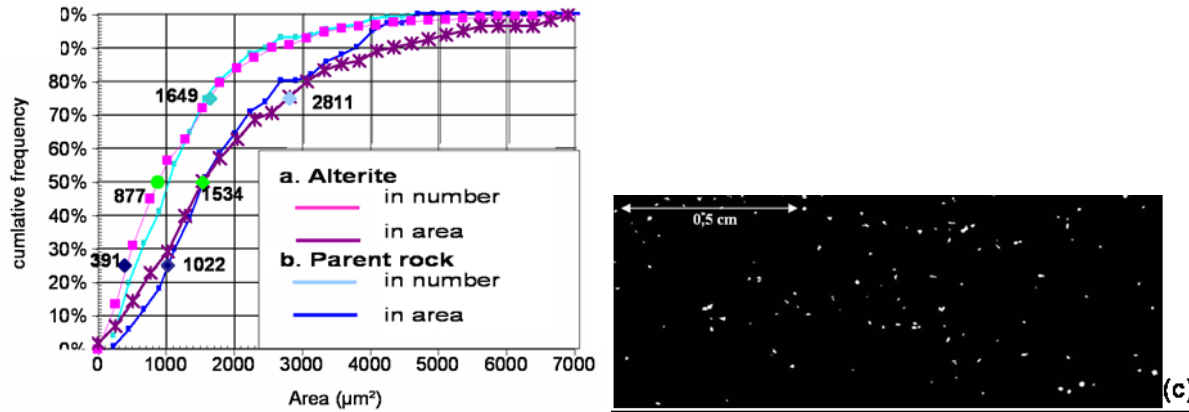 cumlative frequency
0%
0%
80%
70%
60%
50%
40%
30%
20%
10%
0%
1649
2811
877
1534
391
1022
a. Alterite
in number
in area
b. Parent rock
in number
in area
0 1000 2000 3000 4000 5000 6000 7000
Area (µm²)
0,5 cm
(c)